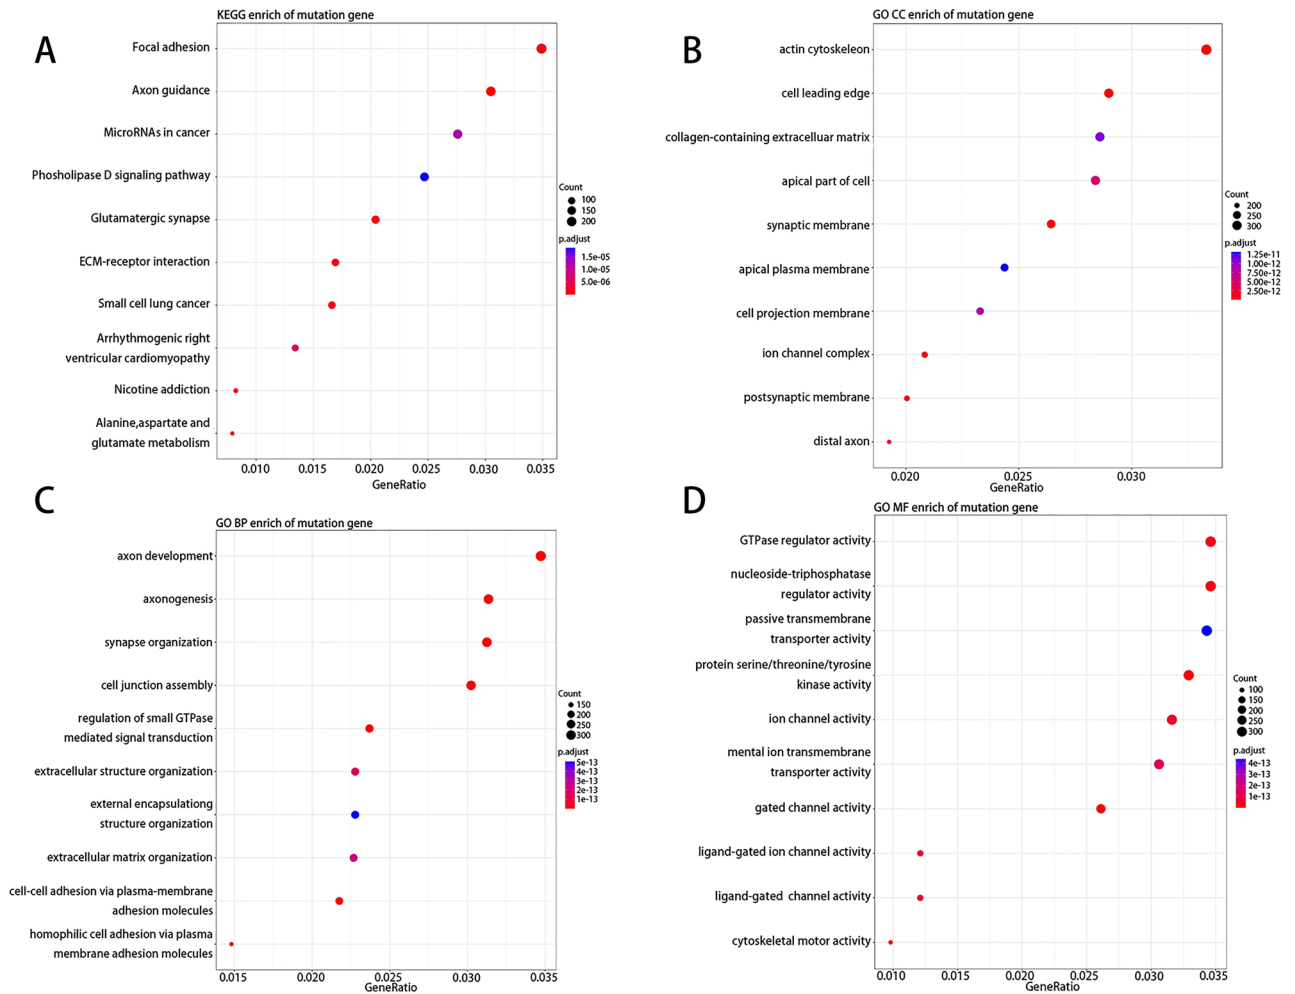 A
KEGG enrich of mutation gene
Focal adhesion
Axon guidance
MicroRNAs in cancer
Phosholipase D signaling pathway
Glutamatergic synapse
ECM-receptor interaction
Small cell lung cancer
Arrhythmogenic right
ventricular cardiomyopathy
Nicotine addiction
Alanine,aspartate and
glutamate metabolism
0.010 0.015 0.020 0.025 0.030 0.035
GeneRatio
Count
100
150
200
p.adjust
1.5e-05
1.0e-05
5.0e-06
B
GO CC enrich of mutation gene
actin cytoskeleon
cell leading edge
collagen-containing extracelluar matrix
apical part of cell
synaptic membrane
apical plasma membrane
cell projection membrane
ion channel complex
postsynaptic membrane
distal axon
0.020 0.025 0.030
GeneRatio
Count
200
250
300
p.adjust
1.25e-11
1.00e-12
7.50e-12
5.00e-12
2.50e-12
C
GO BP enrich of mutation gene
axon development
axonogenesis
synapse organization
cell junction assembly
regulation of small GTPase
mediated signal transduction
extracellular structure organization
external encapsulationg
structure organization
extracellular matrix organization
cell-cell adhesion via plasma-membrane
adhesion molecules
homophilic cell adhesion via plasma
membrane adhesion molecules
0.015 0.020 0.025 0.030 0.035
GeneRatio
Count
150
200
250
300
p.adjust
5e-13
4e-13
3e-13
2e-13
1e-13
D
GO MF enrich of mutation gene
GTPase regulator activity
nucleoside-triphosphatase
regulator activity
passive transmembrane
transporter activity
protein serine/threonine/tyrosine
kinase activity
ion channel activity
mental ion transmembrane
transporter activity
gated channel activity
ligand-gated ion channel activity
ligand-gated channel activity
cytoskeletal motor activity
0.010 0.015 0.020 0.025 0.030 0.035
GeneRatio
Count
100
150
200
250
300
p.adjust
4e-13
3e-13
2e-13
1e-13